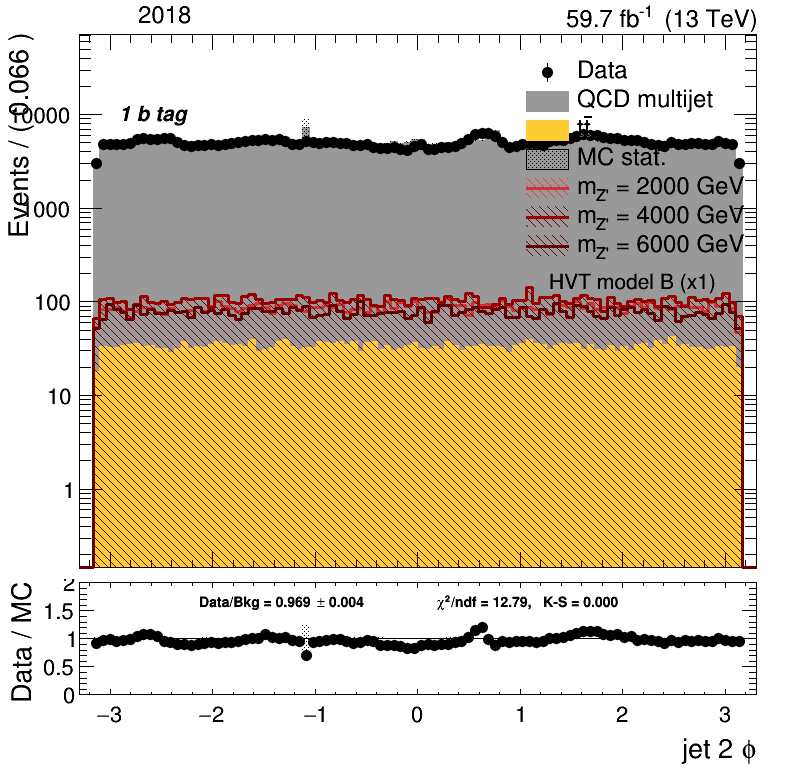 2018 59.7 fb⁻¹ (13 TeV)
Events / ( 0.066 )
10000
1000
100
10
1
1 b tag
Data
QCD multijet
tt̄
MC stat.
m_Z' = 2000 GeV
m_Z' = 4000 GeV
m_Z' = 6000 GeV
HVT model B (x1)
Data / MC
2
1.5
1
0.5
0
Data/Bkg = 0.969 ± 0.004 χ²/ndf = 12.79, K-S = 0.000
−3 −2 −1 0 1 2 3
jet 2 ϕ